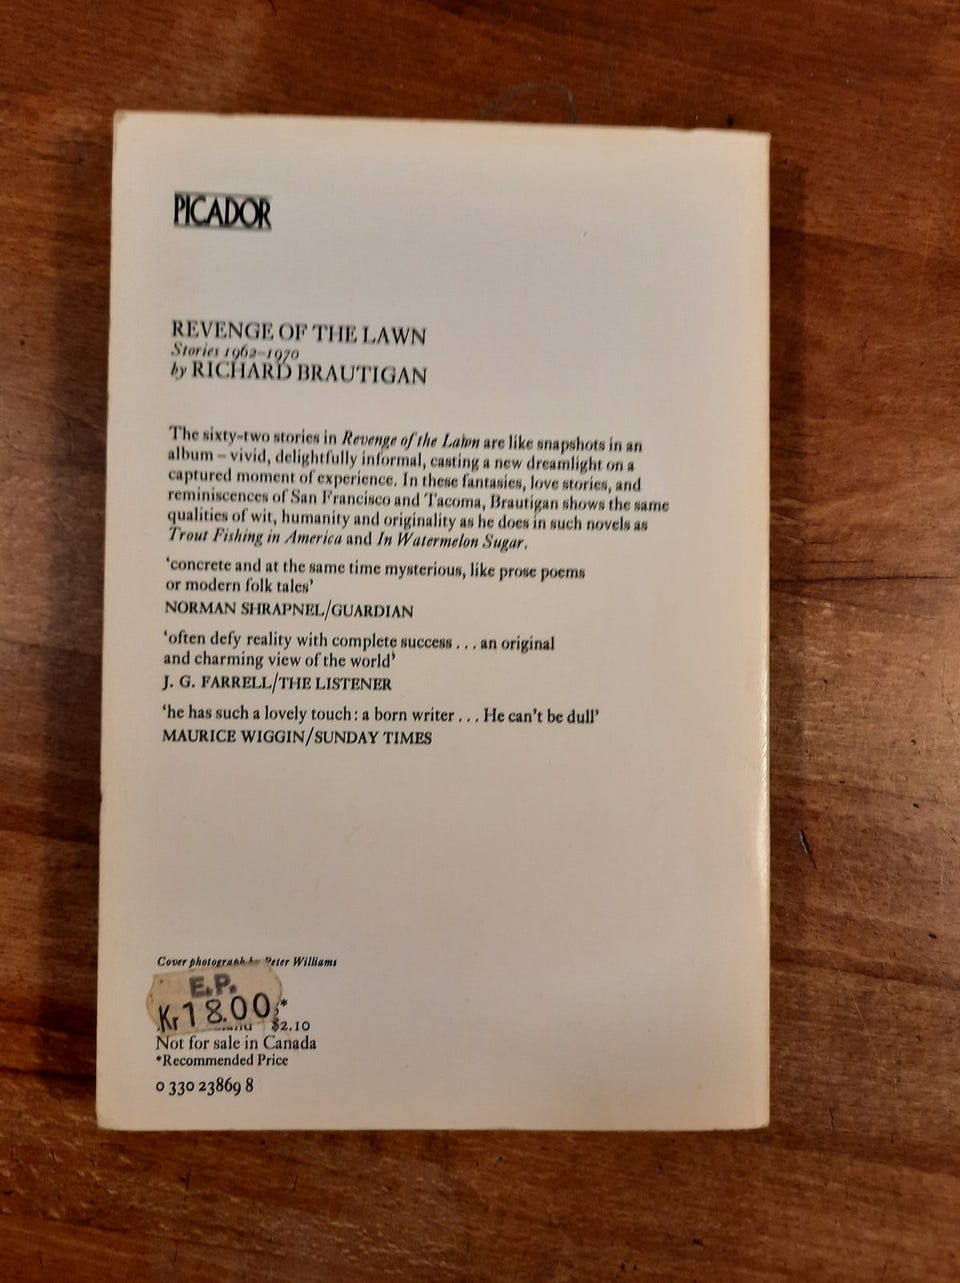 PICADOR
REVENGE OF THE LAWN
Stories 1962–1970
by RICHARD BRAUTIGAN
The sixty-two stories in Revenge of the Lawn are like snapshots in an
album – vivid, delightfully informal, casting a new dreamlight on a
captured moment of experience. In these fantasies, love stories, and
reminiscences of San Francisco and Tacoma, Brautigan shows the same
qualities of wit, humanity and originality as he does in such novels as
Trout Fishing in America and In Watermelon Sugar.
‘concrete and at the same time mysterious, like prose poems
or modern folk tales’
NORMAN SHRAPNEL/GUARDIAN
‘often defy reality with complete success . . . an original
and charming view of the world’
J. G. FARRELL/THE LISTENER
‘he has such a lovely touch: a born writer . . . He can’t be dull’
MAURICE WIGGIN/SUNDAY TIMES
Cover photograph by Peter Williams
E.P.
Kr 18.00
*
$2.10
Not for sale in Canada
*Recommended Price
0 330 23869 8